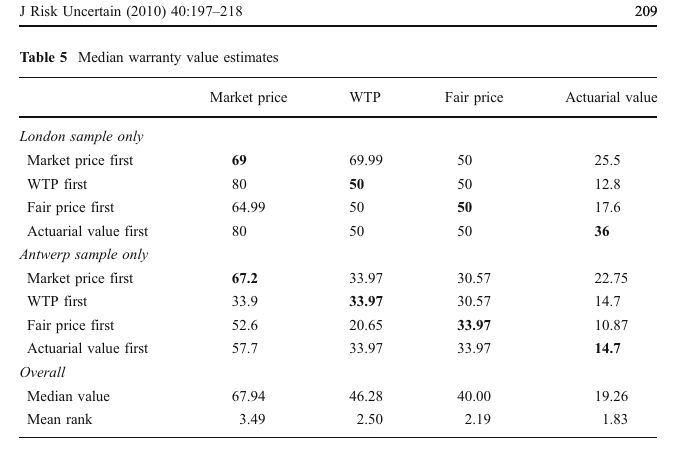 J Risk Uncertain (2010) 40:197–218 209
Table 5 Median warranty value estimates
Market price WTP Fair price Actuarial value
London sample only
Market price first 69 69.99 50 25.5
WTP first 80 50 50 12.8
Fair price first 64.99 50 50 17.6
Actuarial value first 80 50 50 36
Antwerp sample only
Market price first 67.2 33.97 30.57 22.75
WTP first 33.9 33.97 30.57 14.7
Fair price first 52.6 20.65 33.97 10.87
Actuarial value first 57.7 33.97 33.97 14.7
Overall
Median value 67.94 46.28 40.00 19.26
Mean rank 3.49 2.50 2.19 1.83